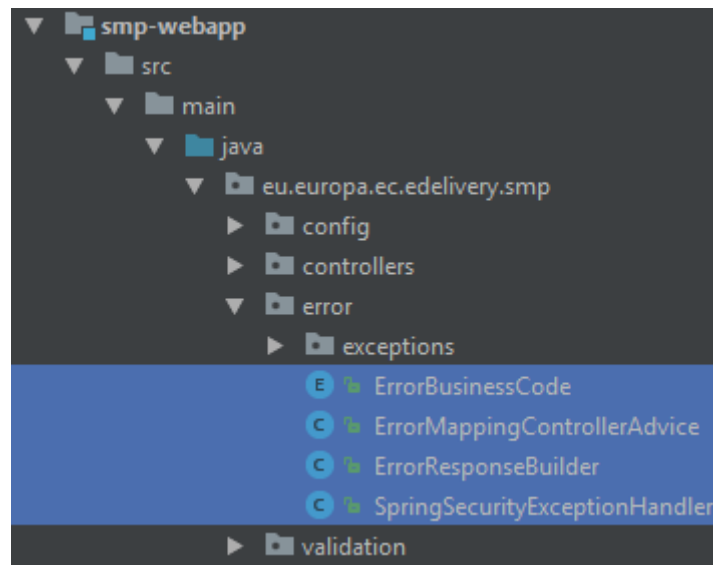 smp-webapp
src
main
java
eu.europa.ec.edelivery.smp
config
controllers
error
exceptions
E ErrorBusinessCode
C ErrorMappingControllerAdvice
C ErrorResponseBuilder
C SpringSecurityExceptionHandler
validation